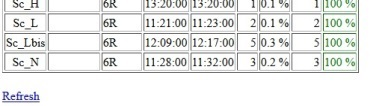 Sc_H 6R 13:20:00 13:20:00 1 0.1 % 1 100 %
Sc_L 6R 11:21:00 11:23:00 2 0.1 % 2 100 %
Sc_Lbis 6R 12:09:00 12:17:00 5 0.3 % 5 100 %
Sc_N 6R 11:28:00 11:32:00 3 0.2 % 3 100 %
Refresh